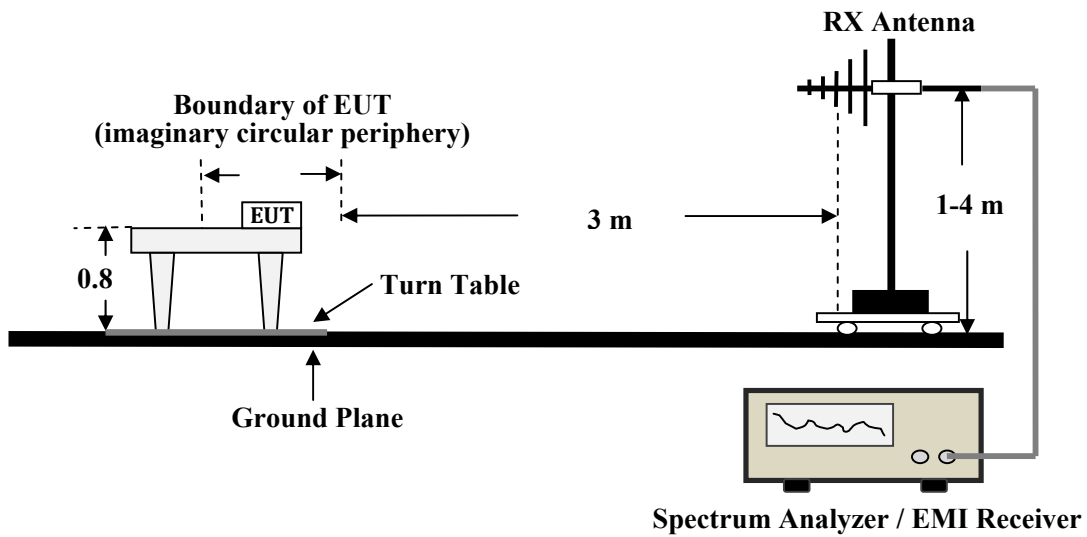 RX Antenna
Boundary of EUT
(imaginary circular periphery)
EUT
3 m
1-4 m
0.8
Turn Table
Ground Plane
Spectrum Analyzer / EMI Receiver